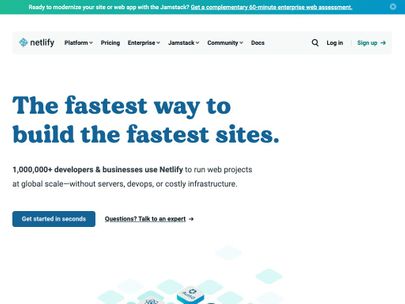 Ready to modernize your site or web app with the Jamstack? Get a complementary 60-minute enterprise web assessment.
netlify Platform Pricing Enterprise Jamstack Community Docs Log in Sign up →
The fastest way to
build the fastest sites.
1,000,000+ developers & businesses use Netlify to run web projects
at global scale—without servers, devops, or costly infrastructure.
Get started in seconds Questions? Talk to an expert →